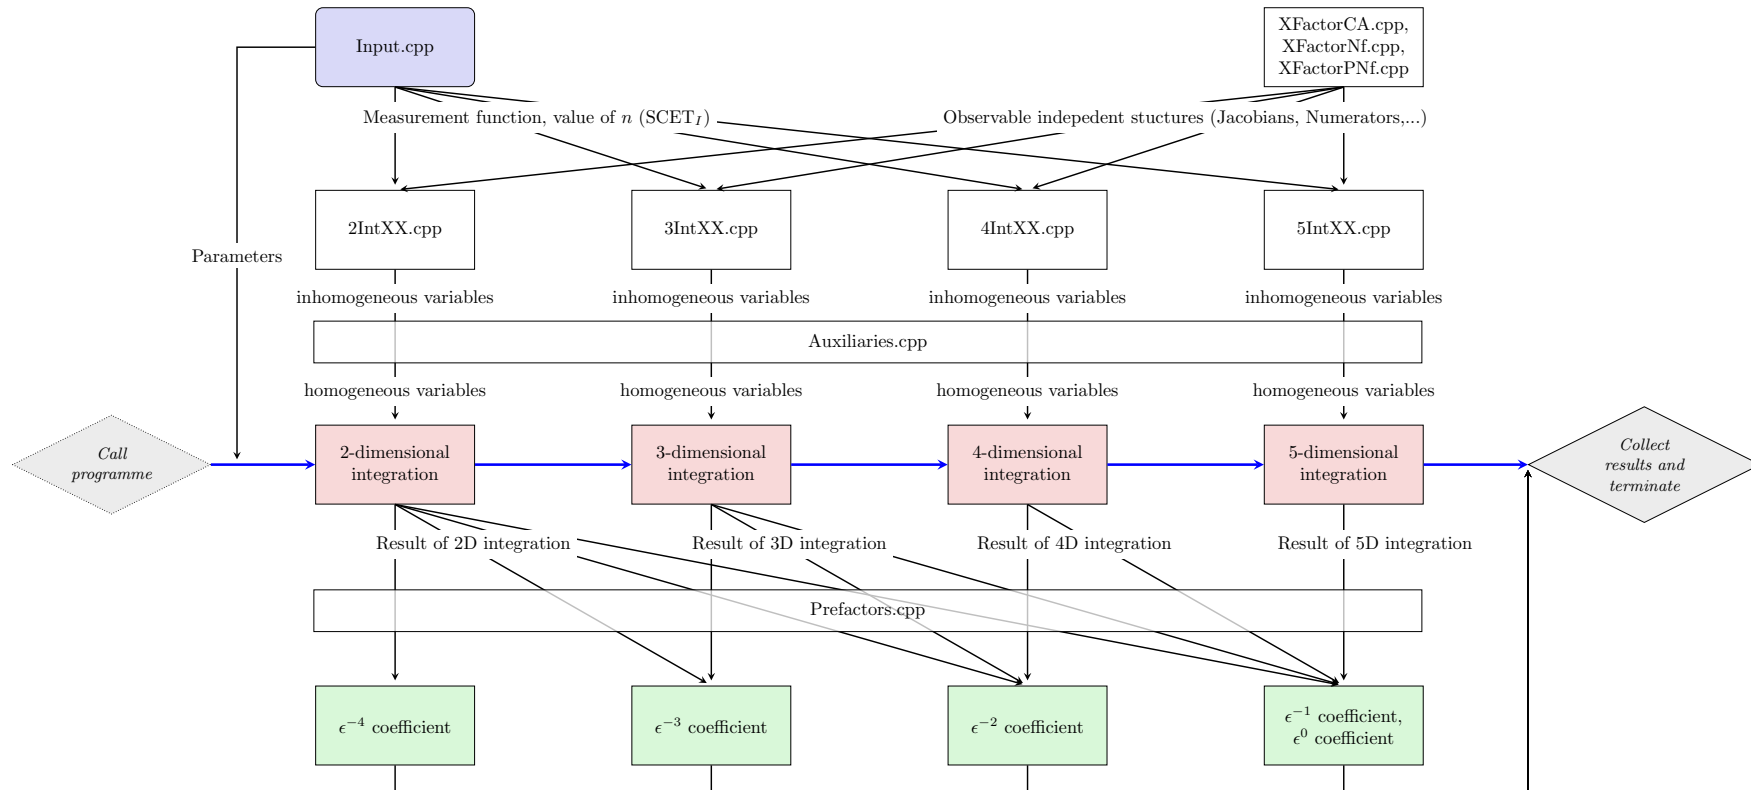 Input.cpp
XFactorCA.cpp,
XFactorNf.cpp,
XFactorPNf.cpp
Measurement function, value of n (SCET_I)
Observable indepedent stuctures (Jacobians, Numerators,...)
2IntXX.cpp
3IntXX.cpp
4IntXX.cpp
5IntXX.cpp
Parameters
inhomogeneous variables
inhomogeneous variables
inhomogeneous variables
inhomogeneous variables
Auxiliaries.cpp
homogeneous variables
homogeneous variables
homogeneous variables
homogeneous variables
Call
programme
2-dimensional
integration
3-dimensional
integration
4-dimensional
integration
5-dimensional
integration
Collect
results and
terminate
Result of 2D integration
Result of 3D integration
Result of 4D integration
Result of 5D integration
Prefactors.cpp
ϵ⁻⁴ coefficient
ϵ⁻³ coefficient
ϵ⁻² coefficient
ϵ⁻¹ coefficient,
ϵ⁰ coefficient